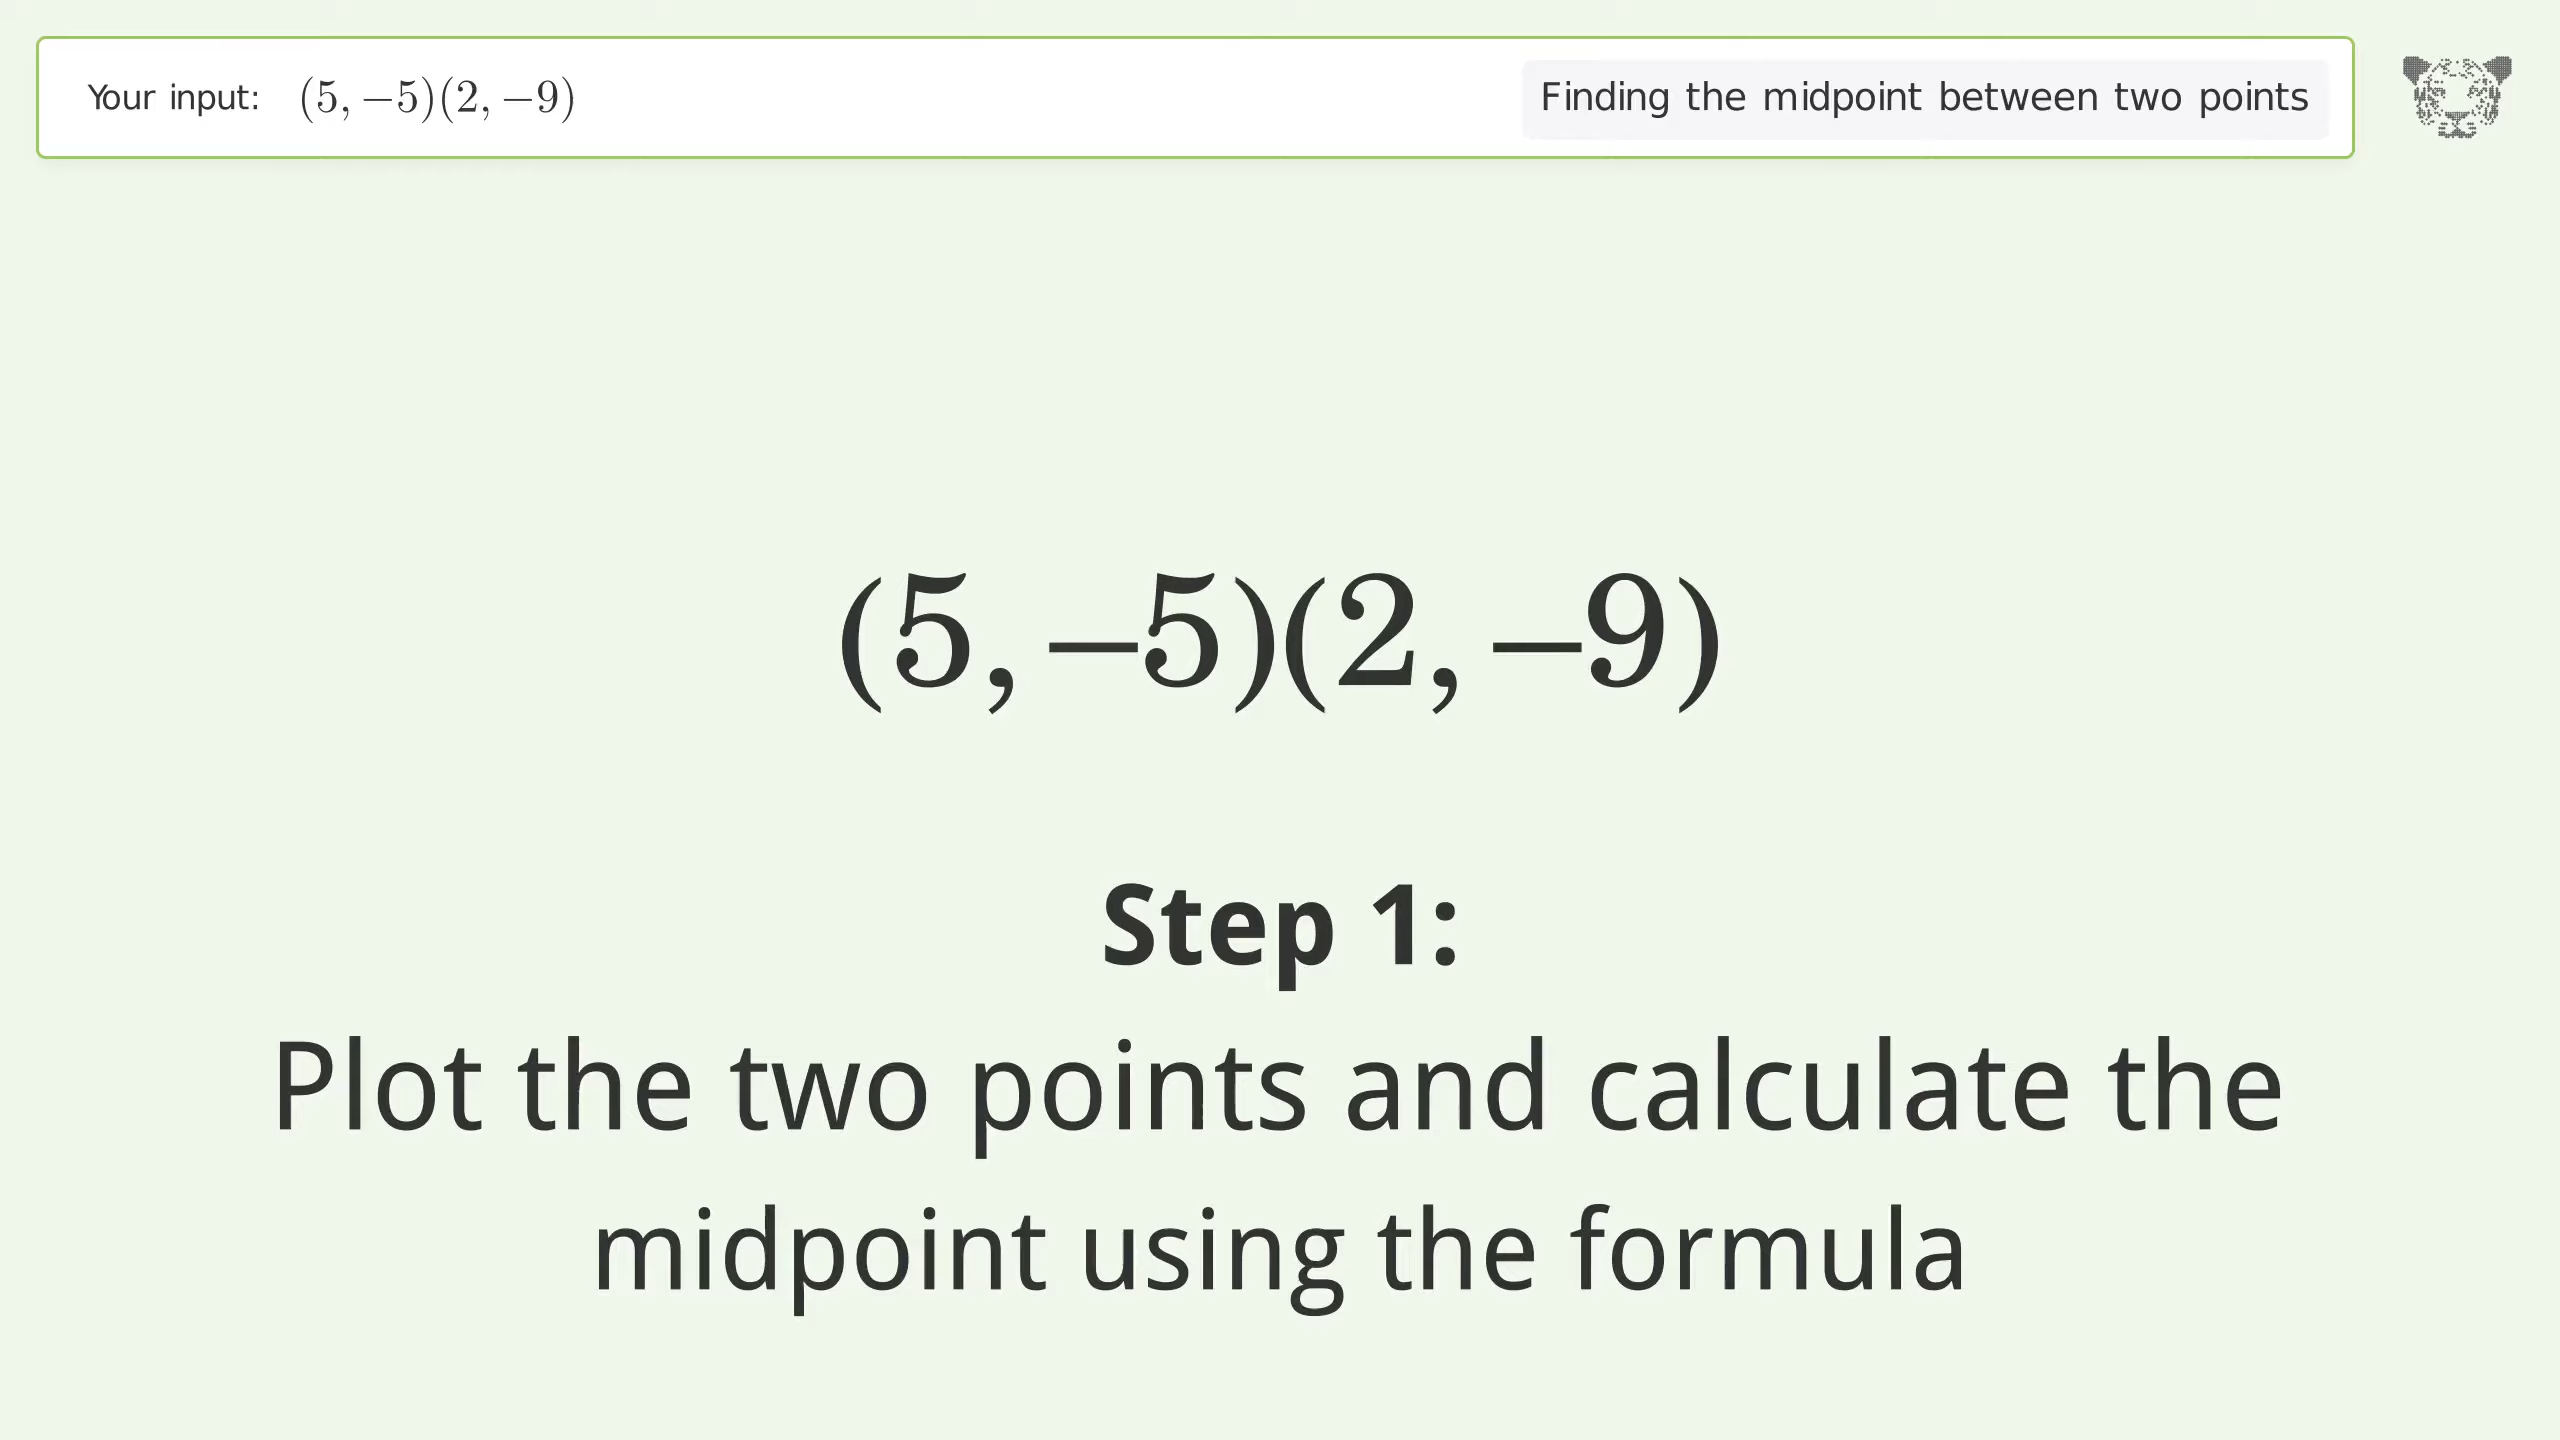 Your input: (5, −5)(2, −9)
Finding the midpoint between two points
(5, −5)(2, −9)
Step 1:
Plot the two points and calculate the
midpoint using the formula